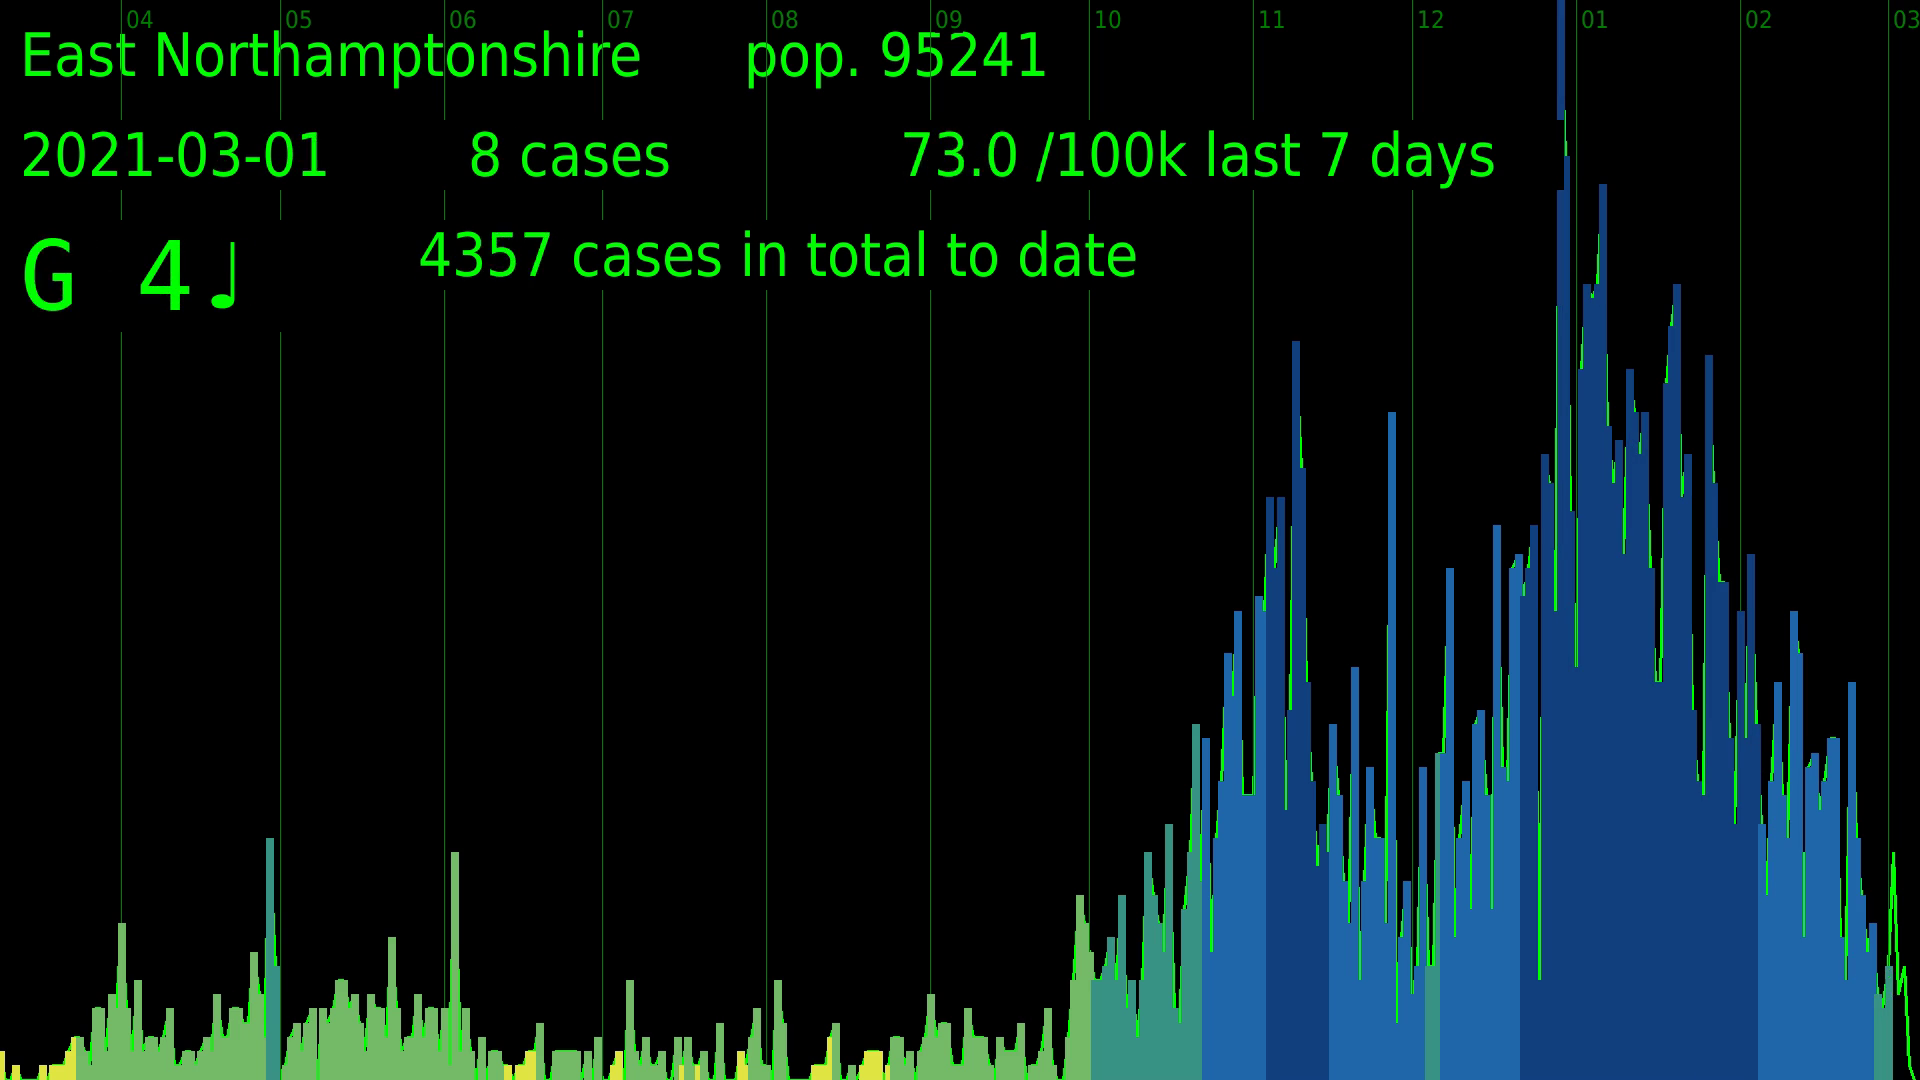 04 05 06 07 08 09 10 11 12 01 02 03
East Northamptonshire pop. 95241
2021-03-01 8 cases 73.0 /100k last 7 days
G 4♩ 4357 cases in total to date